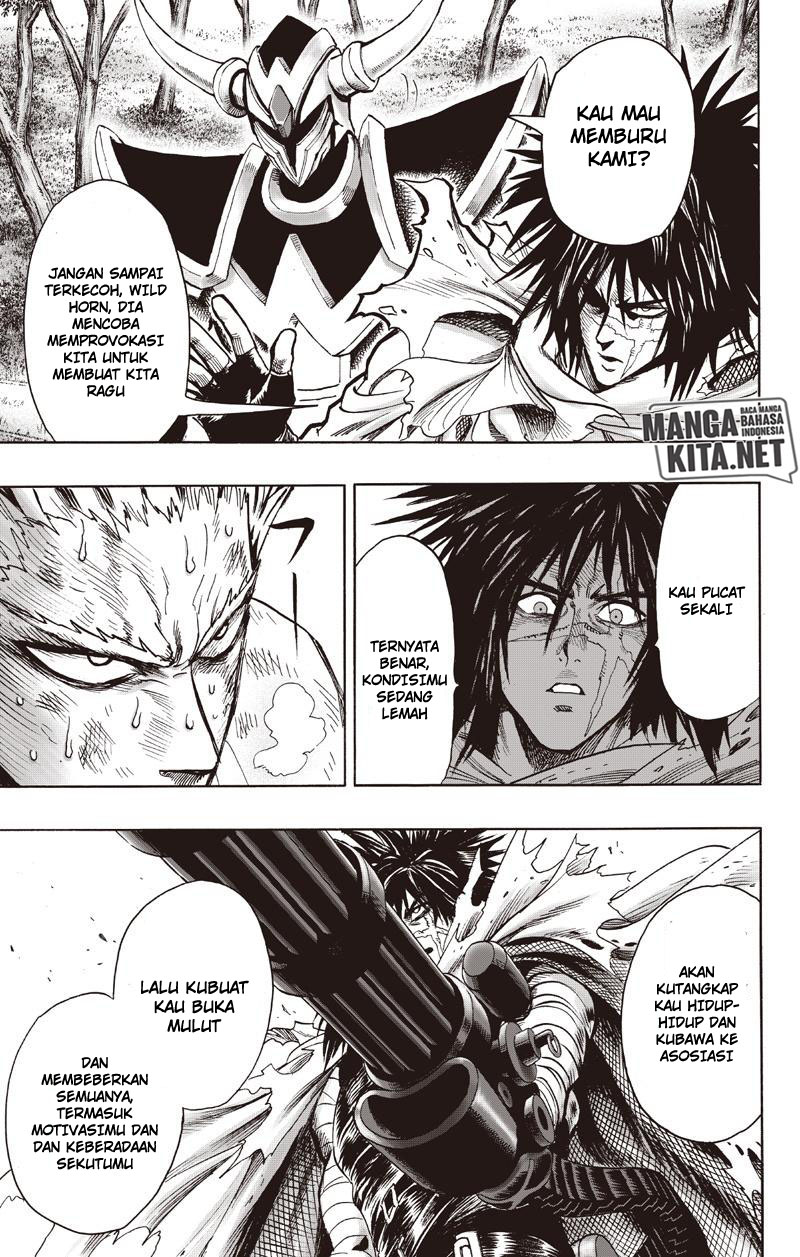 KAU MAU
MEMBURU
KAMI?
JANGAN SAMPAI
TERKECOH, WILD
HORN, DIA
MENCOBA
MEMPROVOKASI
KITA UNTUK
MEMBUAT KITA
RAGU
MANGA
KITA.NET
BACA MANGA
BAHASA
INDONESIA
KAU PUCAT
SEKALI
TERNYATA
BENAR,
KONDISIMU
SEDANG
LEMAH
AKAN
KUTANGKAP
KAU HIDUP-
HIDUP DAN
KUBAWA KE
ASOSIASI
LALU KUBUAT
KAU BUKA
MULUT
DAN
MEMBEBERKAN
SEMUANYA,
TERMASUK
MOTIVASIMU DAN
DAN KEBERADAAN
SEKUTUMU